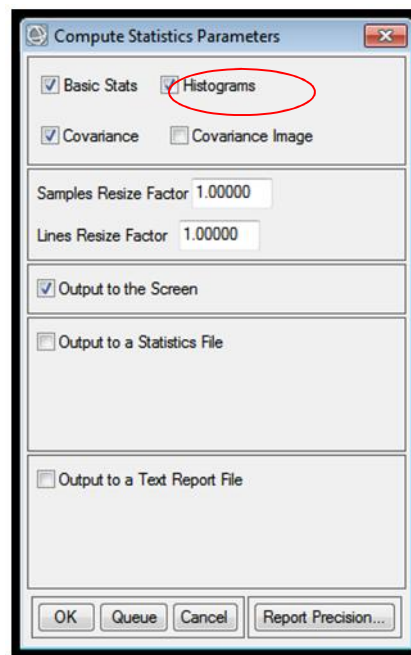 Compute Statistics Parameters
Basic Stats Histograms
Covariance Covariance Image
Samples Resize Factor 1.00000
Lines Resize Factor 1.00000
Output to the Screen
Output to a Statistics File
Output to a Text Report File
OK Queue Cancel Report Precision...